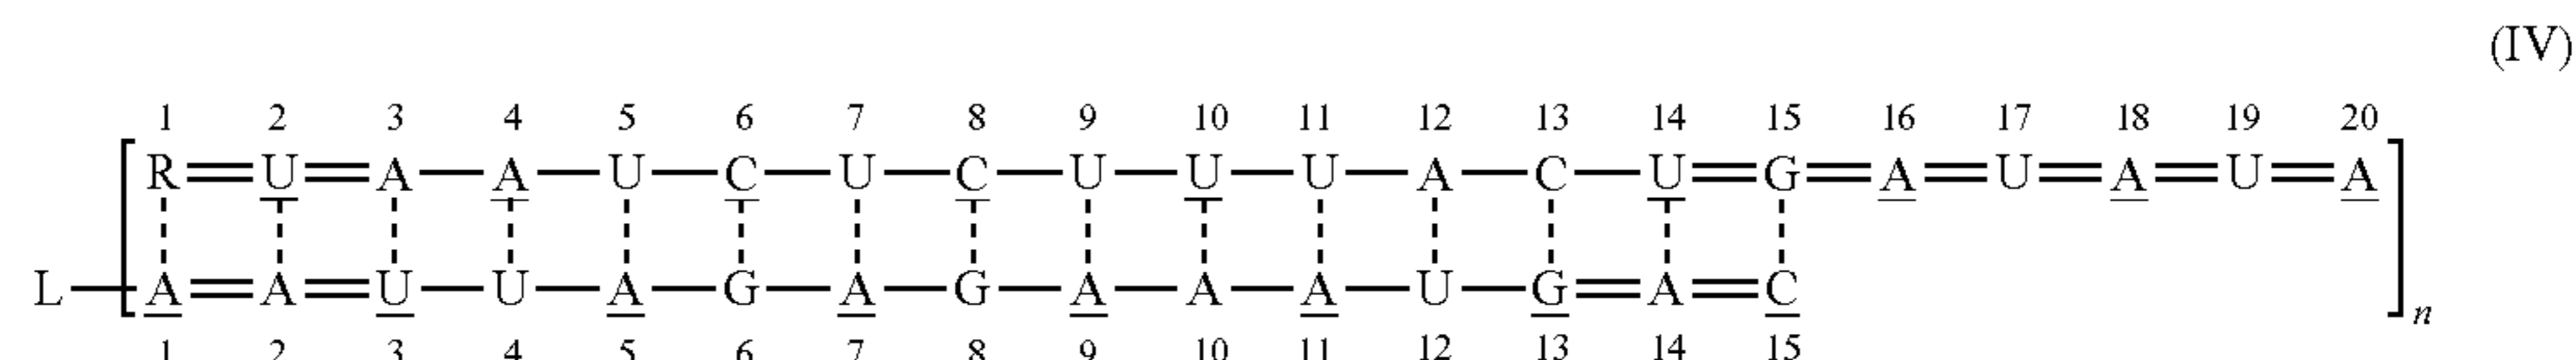 (IV)
1 2 3 4 5 6 7 8 9 10 11 12 13 14 15 16 17 18 19 20
R═U═A—A—U—C—U—C—U—U—U—A—C—U═G═A═U═A═U═A
L—[A═A═U—U—A—G—A—G—A—A—A—U—G═A═C]n
1 2 3 4 5 6 7 8 9 10 11 12 13 14 15